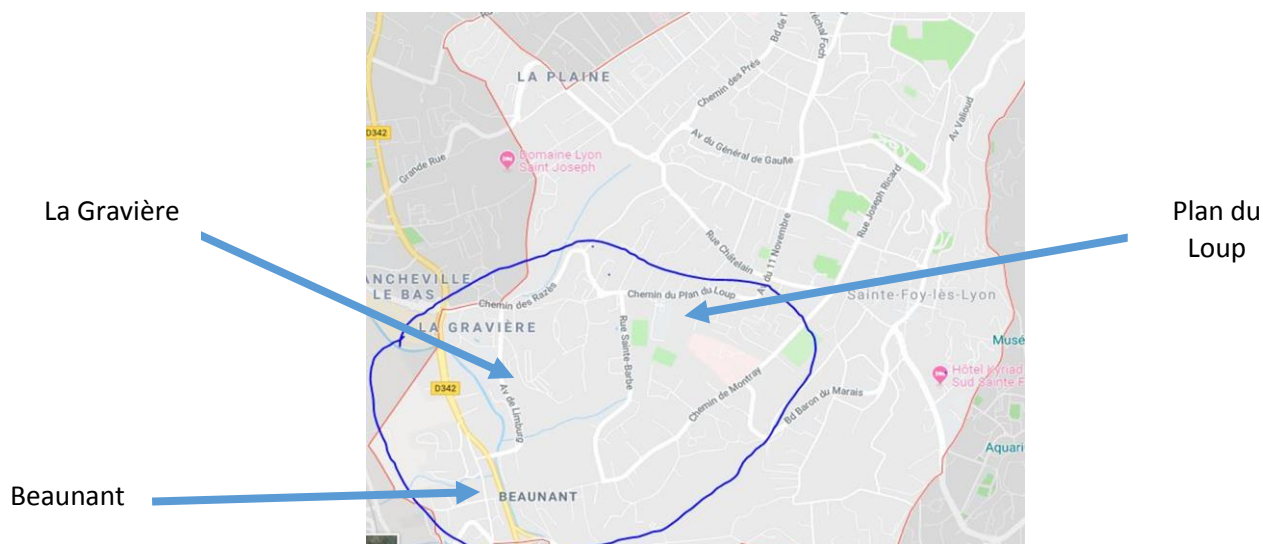 La Gravière
Beaunant
Plan du
Loup
LA PLAINE
Chemin des Prés
Bd de l'
aréchal Foch
D342
Grande Rue
Domaine Lyon
Saint Joseph
Av du Général de Gaulle
Av Valioud
Rue Joseph Ricard
Rue Châtelain
Av du 11 Novembre
ANCHEVILLE
LE BAS
Chemin des Razes
Chemin du Plan du Loup
Sainte-Foy-lès-Lyon
LA GRAVIÈRE
Rue Sainte-Barbe
Musé
Hôtel Kyriad
Sud Sainte F
D342
Av de Limburg
Chemin de Montray
Bd Baron du Marais
Aquari
BEAUNANT